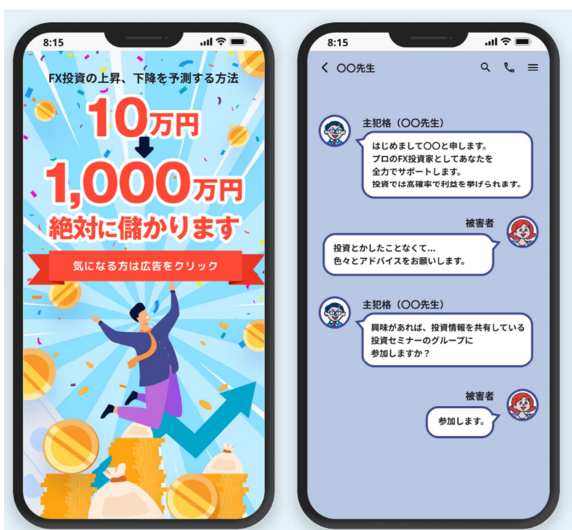 8:15
FX投資の上昇、下降を予測する方法
10万円
1,000万円
絶対に儲かります
気になる方は広告をクリック
8:15
〇〇先生
主犯格（〇〇先生）
はじめまして〇〇と申します。
プロのFX投資家としてあなたを
全力でサポートします。
投資では高確率で利益を挙げられます。
被害者
投資とかしたことなくて…
色々とアドバイスをお願いします。
主犯格（〇〇先生）
興味があれば、投資情報を共有している
投資セミナーのグループに
参加しますか？
被害者
参加します。